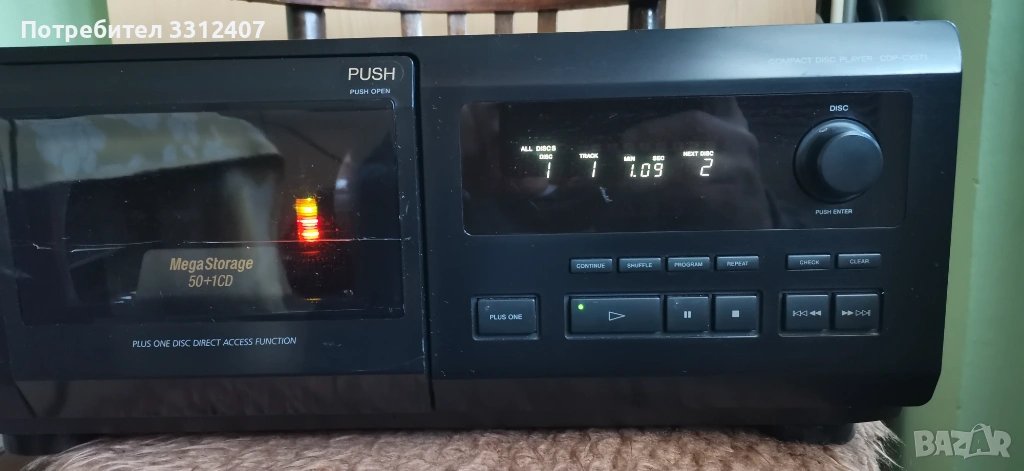 Потребител 3312407
PUSH
PUSH OPEN
COMPACT DISC PLAYER
DISC
ALL DISCS
DISC TRACK MIN SEC NEXT DISC
1 1 1.09 2
PUSH ENTER
MegaStorage
50+1CD
CONTINUE SHUFFLE PROGRAM REPEAT CHECK CLEAR
PLUS ONE
PLUS ONE DISC DIRECT ACCESS FUNCTION
BAZAR